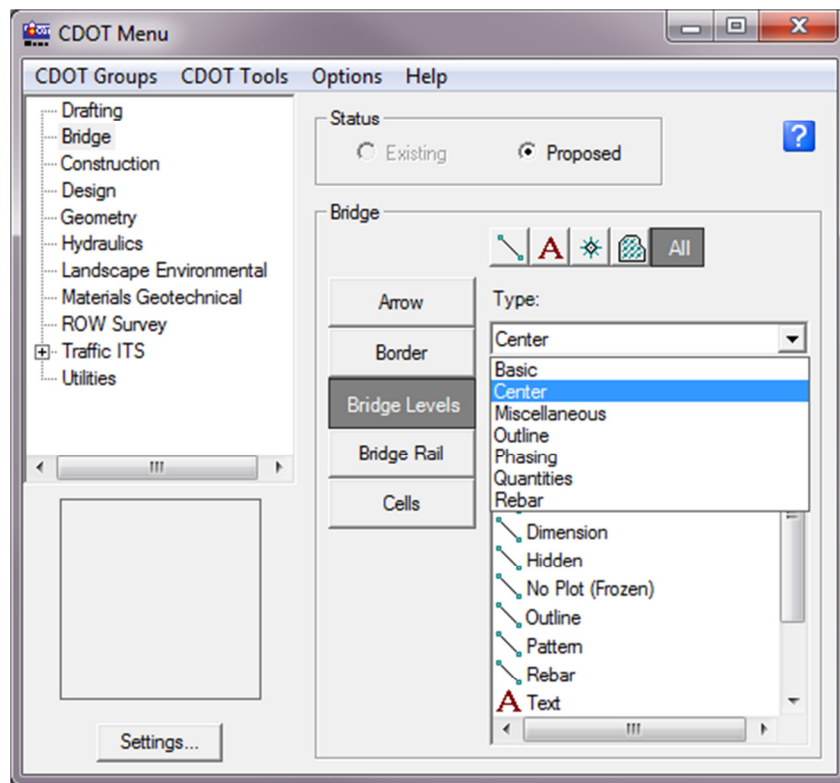 CDOT Menu
CDOT Groups CDOT Tools Options Help
Drafting
Bridge
Construction
Design
Geometry
Hydraulics
Landscape Environmental
Materials Geotechnical
ROW Survey
Traffic ITS
Utilities
Settings...
Status
Existing Proposed
?
Bridge
A All
Arrow
Border
Bridge Levels
Bridge Rail
Cells
Type:
Center
Basic
Center
Miscellaneous
Outline
Phasing
Quantities
Rebar
Dimension
Hidden
No Plot (Frozen)
Outline
Pattern
Rebar
A Text